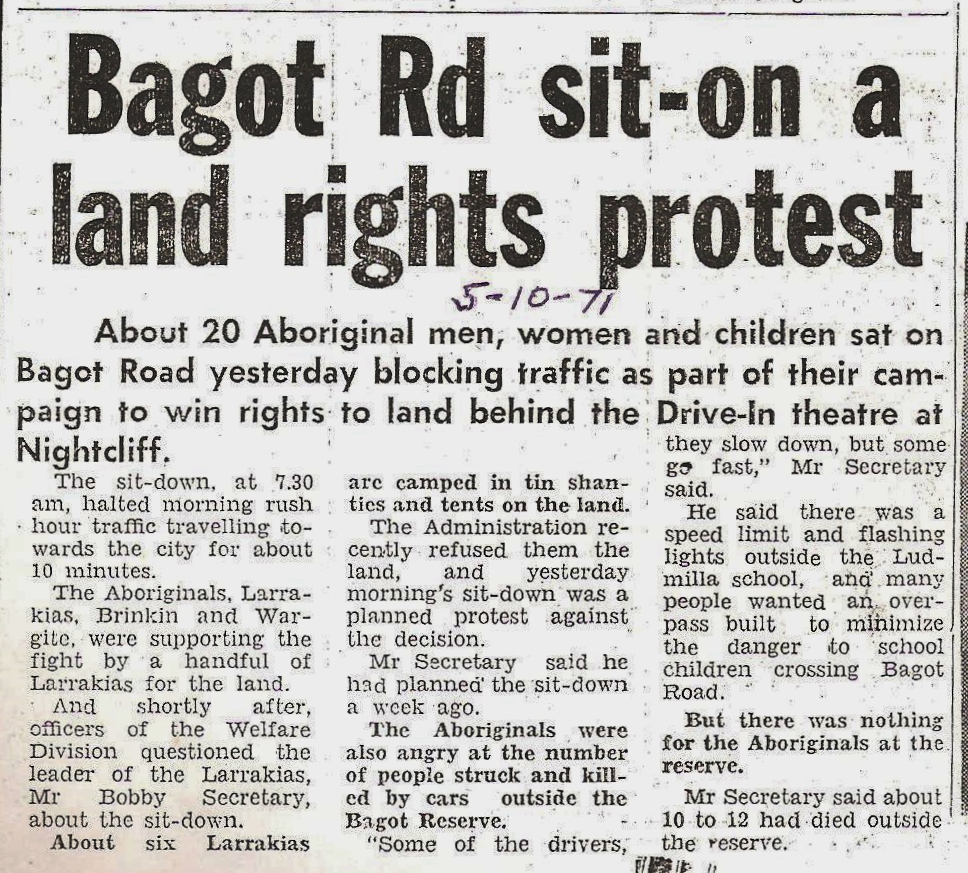 Bagot Rd sit-on a
land rights protest
5-10-71
About 20 Aboriginal men, women and children sat on
Bagot Road yesterday blocking traffic as part of their cam-
paign to win rights to land behind the Drive-In theatre at
Nightcliff.
The sit-down, at 7.30
am, halted morning rush
hour traffic travelling to-
wards the city for about
10 minutes.
The Aboriginals, Larra-
kias, Brinkin and War-
gite, were supporting the
fight by a handful of
Larrakias for the land.
And shortly after,
officers of the Welfare
Division questioned the
leader of the Larrakias,
Mr Bobby Secretary,
about the sit-down.
About six Larrakias
are camped in tin shan-
ties and tents on the land.
The Administration re-
cently refused them the
land, and yesterday
morning's sit-down was a
planned protest against
the decision.
Mr Secretary said he
had planned the sit-down
a week ago.
The Aboriginals were
also angry at the number
of people struck and kill-
ed by cars outside the
Bagot Reserve.
"Some of the drivers,
they slow down, but some
go fast," Mr Secretary
said.
He said there was a
speed limit and flashing
lights outside the Lud-
milla school, and many
people wanted an over-
pass built to minimize
the danger to school
children crossing Bagot
Road.
But there was nothing
for the Aboriginals at the
reserve.
Mr Secretary said about
10 to 12 had died outside
the reserve.